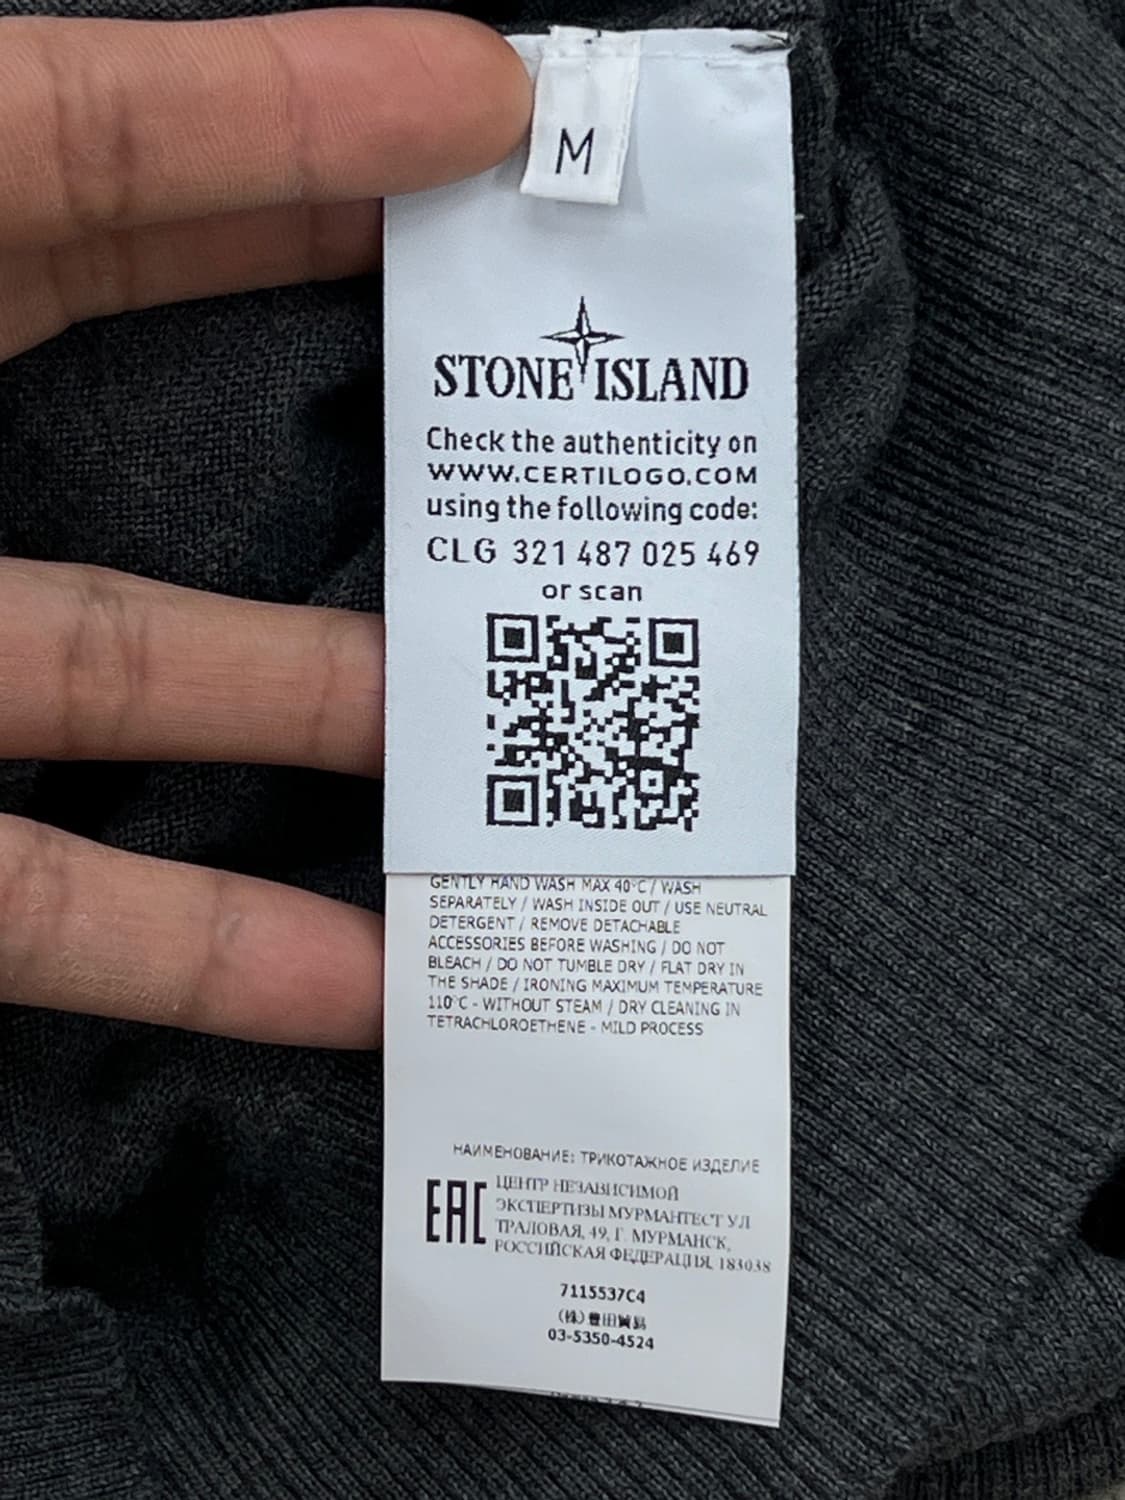 M
STONE ISLAND
Check the authenticity on
WWW.CERTILOGO.COM
using the following code:
CLG 321 487 025 469
or scan
GENTLY HAND WASH MAX 40°C / WASH
SEPARATELY / WASH INSIDE OUT / USE NEUTRAL
DETERGENT / REMOVE DETACHABLE
ACCESSORIES BEFORE WASHING / DO NOT
BLEACH / DO NOT TUMBLE DRY / FLAT DRY IN
THE SHADE / IRONING MAXIMUM TEMPERATURE
110°C - WITHOUT STEAM / DRY CLEANING IN
TETRACHLOROETHENE - MILD PROCESS
НАИМЕНОВАНИЕ: ТРИКОТАЖНОЕ ИЗДЕЛИЕ
EAC
ЦЕНТР НЕЗАВИСИМОЙ
ЭКСПЕРТИЗЫ МУРМАНТЕСТ УЛ
ТРАЛОВАЯ, 49, Г. МУРМАНСК,
РОССИЙСКАЯ ФЕДЕРАЦИЯ, 183038
7115537C4
(株)豊田貿易
03-5350-4524